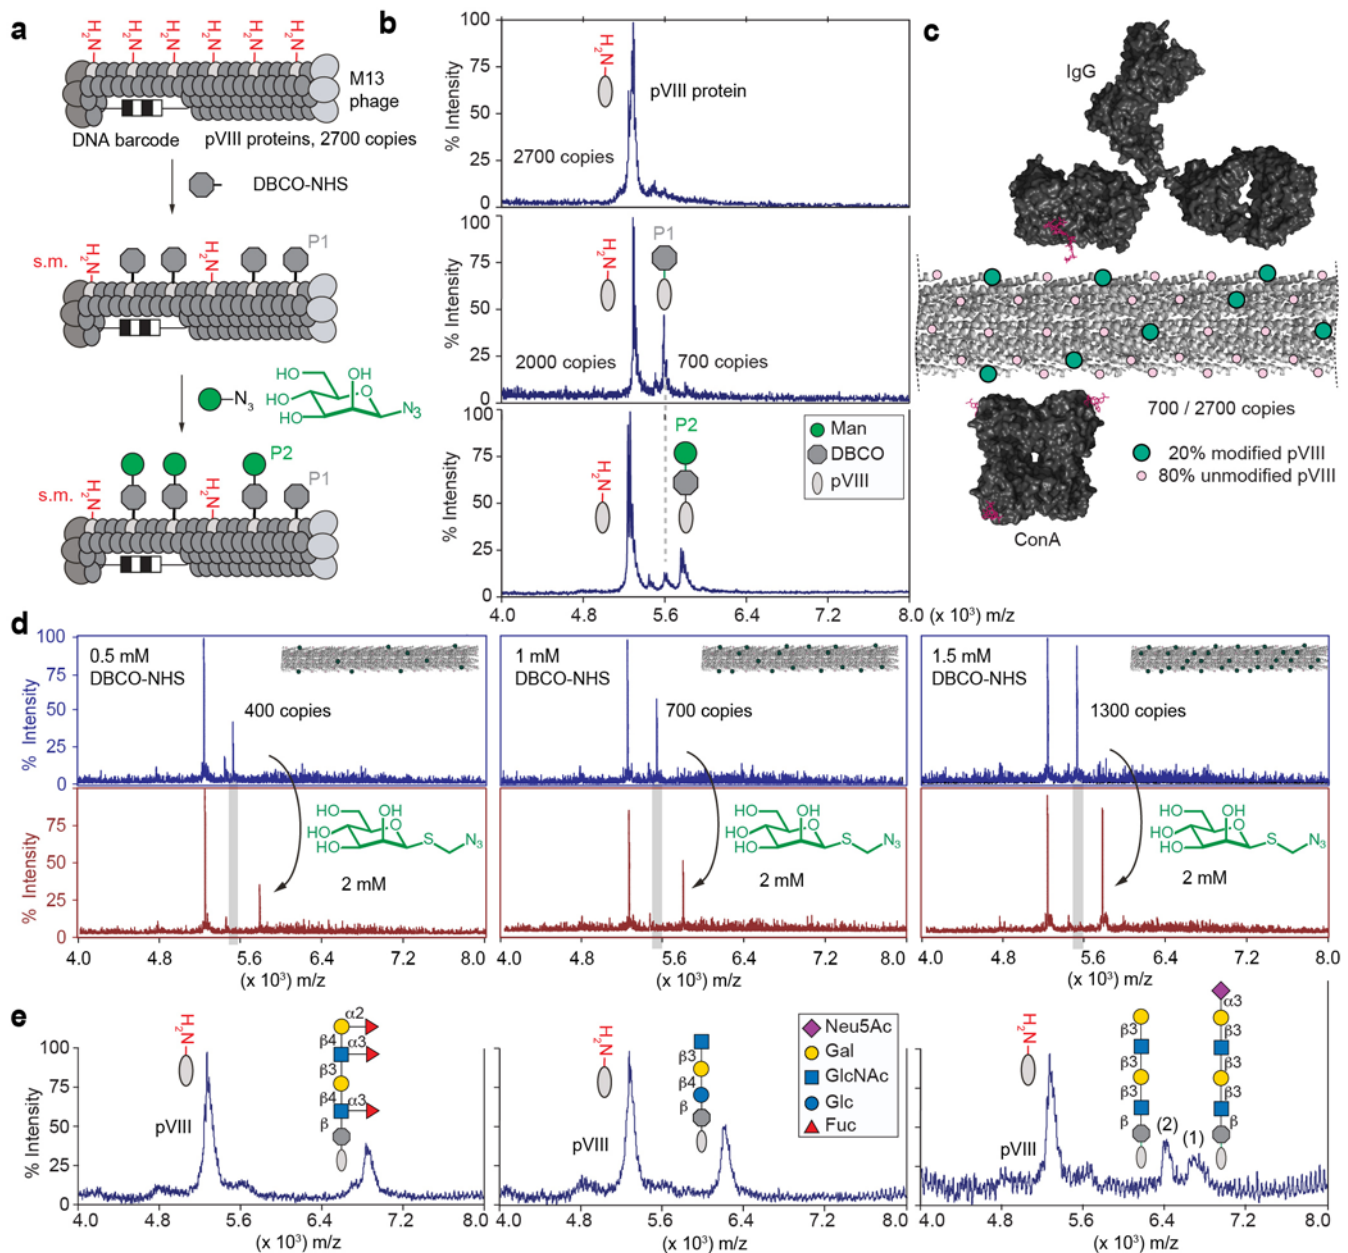 a
H₂N H₂N H₂N H₂N H₂N H₂N
M13
phage
DNA barcode pVIII proteins, 2700 copies
DBCO-NHS
s.m. H₂N H₂N P1
N₃
HO OH
HO
HO O N₃
P2
s.m. H₂N H₂N P1
b
100
75
50
25
0
% Intensity
H₂N
pVIII protein
2700 copies
100
75
50
25
0
% Intensity
H₂N
P1
2000 copies 700 copies
100
75
50
25
0
% Intensity
H₂N
P2
Man
DBCO
pVIII
4.0 4.8 5.6 6.4 7.2 8.0 (x 10³) m/z
c
IgG
700 / 2700 copies
20% modified pVIII
80% unmodified pVIII
ConA
d
100
75
50
25
0
% Intensity
0.5 mM
DBCO-NHS
400 copies
1 mM
DBCO-NHS
700 copies
1.5 mM
DBCO-NHS
1300 copies
75
50
25
0
% Intensity
HO OH
HO O
HO S N₃
2 mM
HO OH
HO O
HO S N₃
2 mM
HO OH
HO O
HO S N₃
2 mM
4.0 4.8 5.6 6.4 7.2 8.0
(x 10³) m/z
4.8 5.6 6.4 7.2 8.0
(x 10³) m/z
4.8 5.6 6.4 7.2 8.0
(x 10³) m/z
e
100
75
50
25
0
% Intensity
H₂N
pVIII
α2
β4 α3
β3
β4 α3
β
4.0 4.8 5.6 6.4 7.2 8.0
(x 10³) m/z
H₂N
pVIII
β3
β4
β
Neu5Ac
Gal
GlcNAc
Glc
Fuc
4.0 4.8 5.6 6.4 7.2 8.0
(x 10³) m/z
H₂N
pVIII
β3
β3
β3
β
(2)
(1)
α3
β3
β3
β3
β
4.0 4.8 5.6 6.4 7.2 8.0
(x 10³) m/z